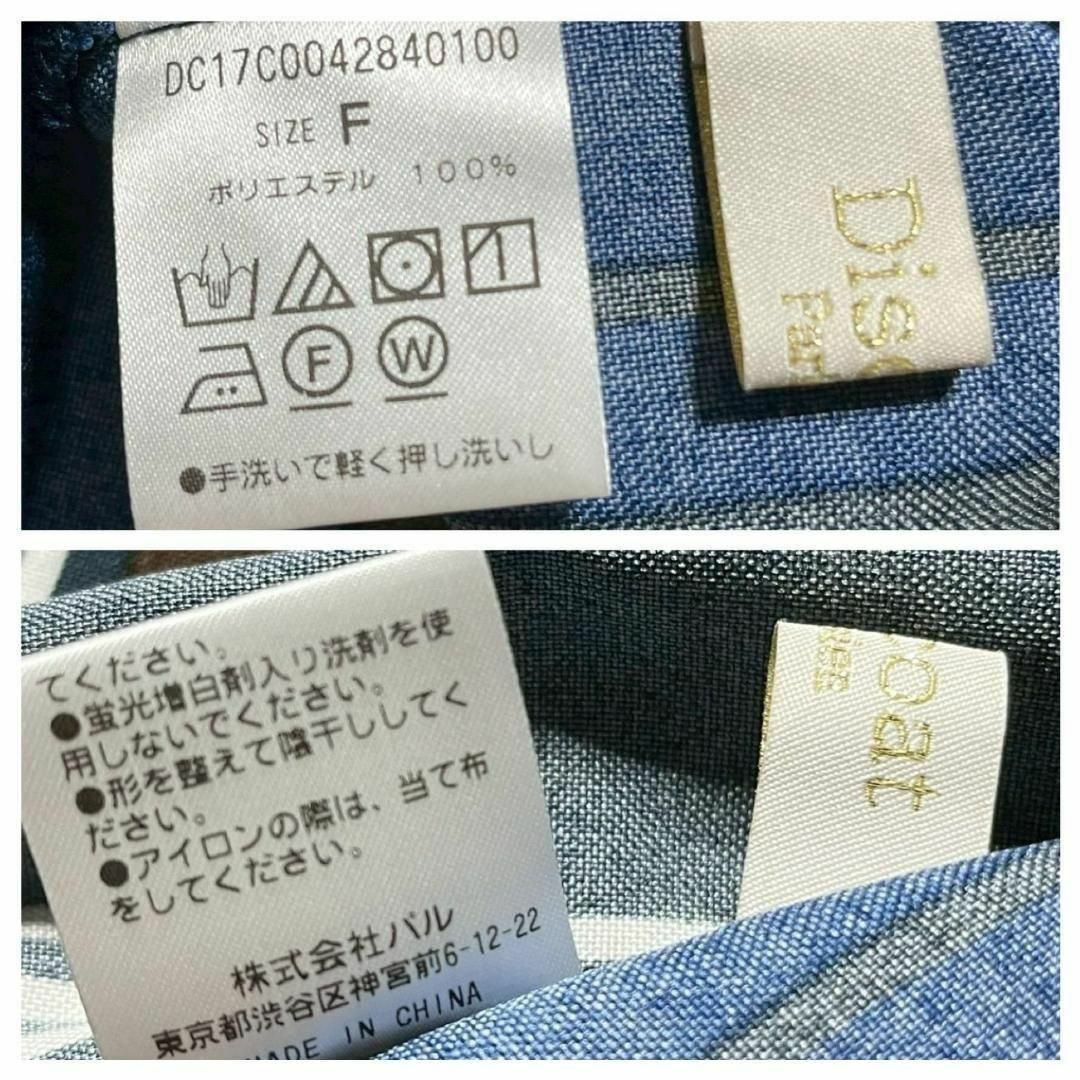 DC17C0042840100
SIZE F
ポリエステル 100%
F W
●手洗いで軽く押し洗いし
Disc
Pari
てください。
●蛍光増白剤入り洗剤を使
用しないでください。
●形を整えて陰干ししてく
ださい。
●アイロンの際は、当て布
をしてください。
株式会社パル
東京都渋谷区神宮前6-12-22
MADE IN CHINA
oat